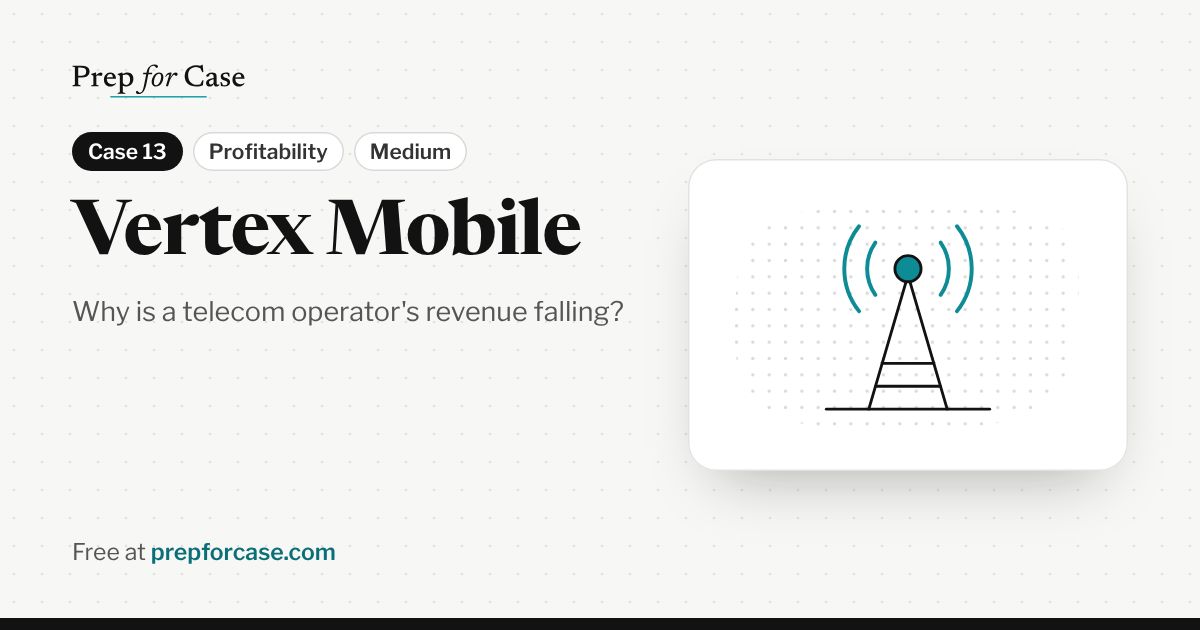 Prep for Case
Case 13 Profitability Medium
Vertex Mobile
Why is a telecom operator's revenue falling?
Free at prepforcase.com